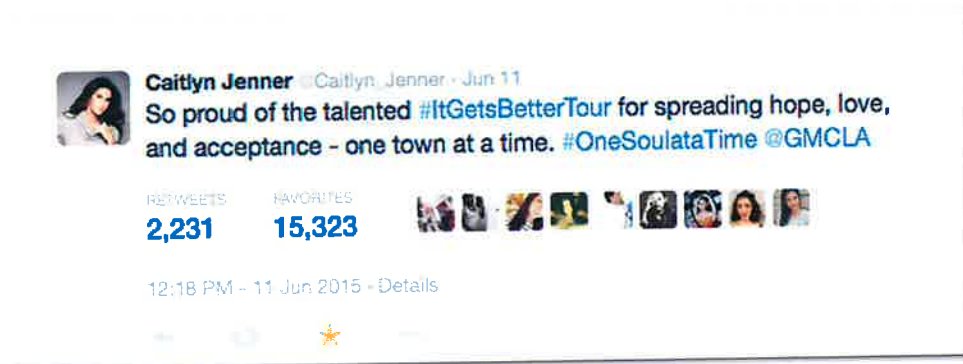 Caitlyn Jenner @Caitlyn_Jenner · Jun 11
So proud of the talented #ItGetsBetterTour for spreading hope, love,
and acceptance - one town at a time. #OneSoulataTime @GMCLA
RETWEETS FAVORITES
2,231 15,323
12:18 PM - 11 Jun 2015 · Details